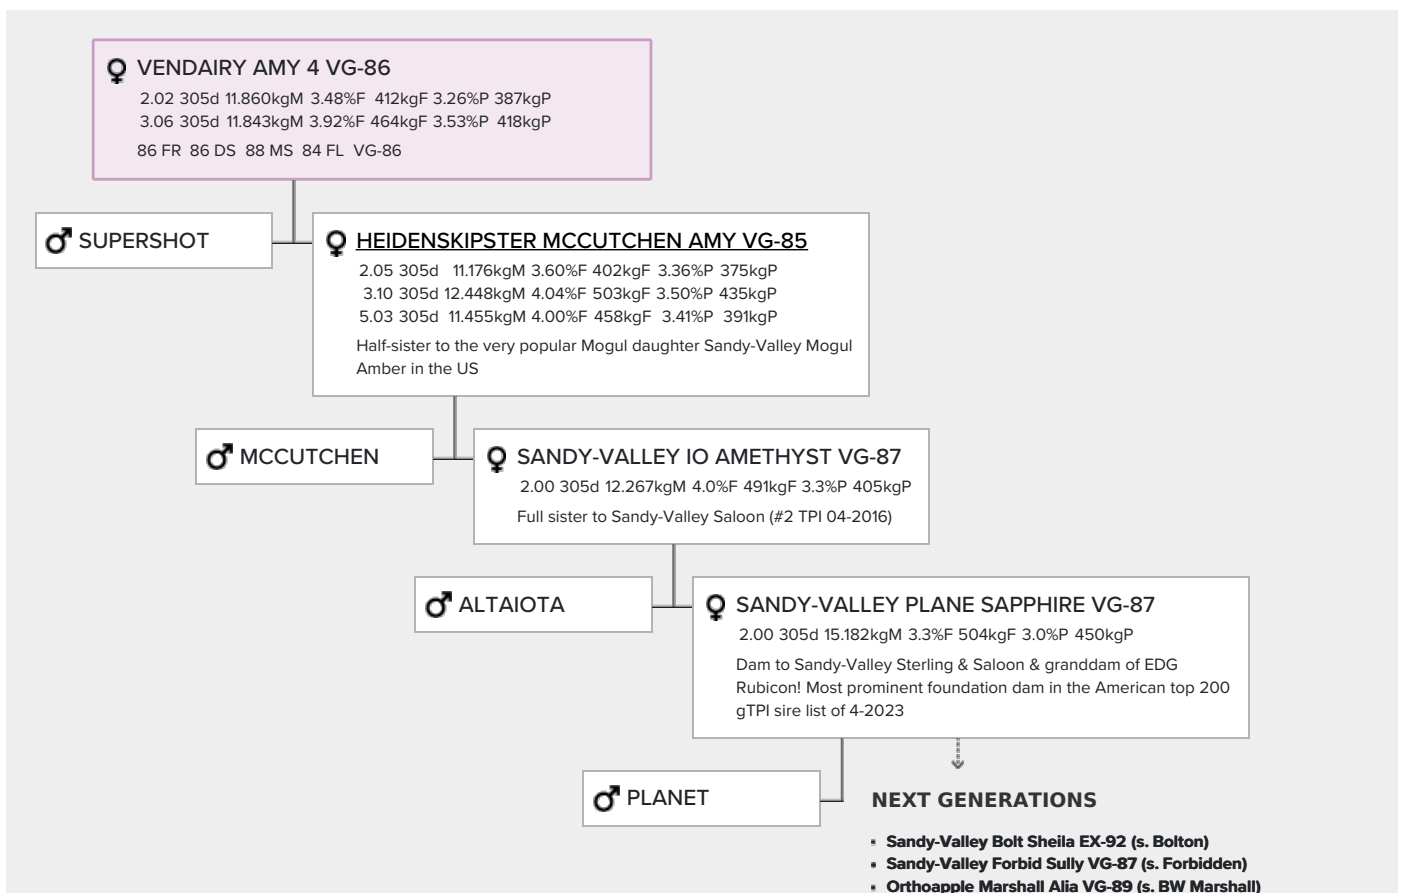 VENDAIRY AMY 4 VG-86
2.02 305d 11.860kgM 3.48%F 412kgF 3.26%P 387kgP
3.06 305d 11.843kgM 3.92%F 464kgF 3.53%P 418kgP
86 FR 86 DS 88 MS 84 FL VG-86
SUPERSHOT
HEIDENSKIPSTER MCCUTCHEN AMY VG-85
2.05 305d 11.176kgM 3.60%F 402kgF 3.36%P 375kgP
3.10 305d 12.448kgM 4.04%F 503kgF 3.50%P 435kgP
5.03 305d 11.455kgM 4.00%F 458kgF 3.41%P 391kgP
Half-sister to the very popular Mogul daughter Sandy-Valley Mogul
Amber in the US
MCCUTCHEN
SANDY-VALLEY IO AMETHYST VG-87
2.00 305d 12.267kgM 4.0%F 491kgF 3.3%P 405kgP
Full sister to Sandy-Valley Saloon (#2 TPI 04-2016)
ALTAIOTA
SANDY-VALLEY PLANE SAPPHIRE VG-87
2.00 305d 15.182kgM 3.3%F 504kgF 3.0%P 450kgP
Dam to Sandy-Valley Sterling & Saloon & granddam of EDG
Rubicon! Most prominent foundation dam in the American top 200
gTPI sire list of 4-2023
PLANET
NEXT GENERATIONS
Sandy-Valley Bolt Sheila EX-92 (s. Bolton)
Sandy-Valley Forbid Sully VG-87 (s. Forbidden)
Orthoapple Marshall Alia VG-89 (s. BW Marshall)